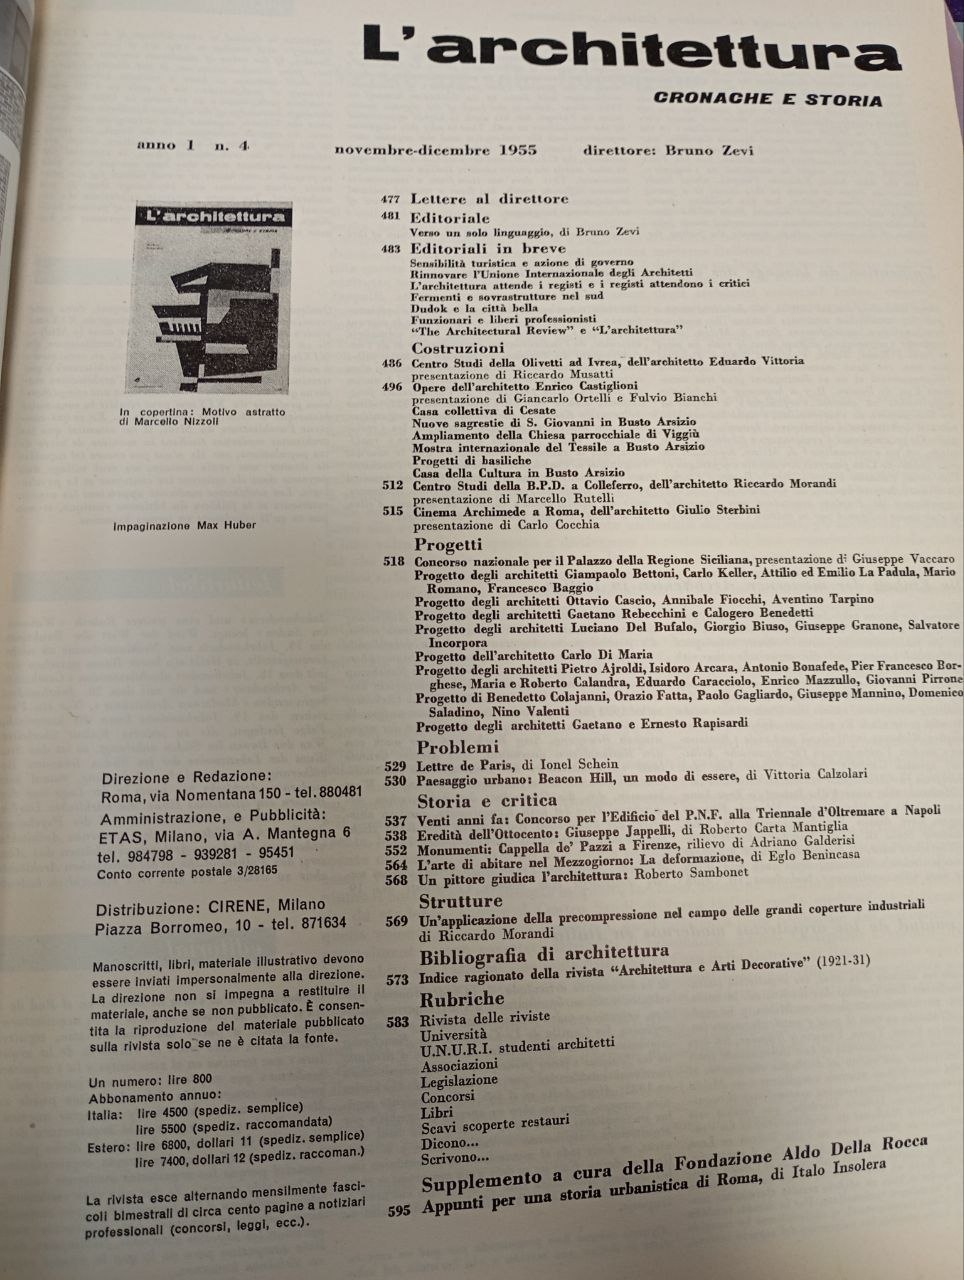 L'architettura
CRONACHE E STORIA
anno 1 n. 4
novembre-dicembre 1955
direttore: Bruno Zevi
L'architettura
In copertina: Motivo astratto
di Marcello Nizzoli
Impaginazione Max Huber
Direzione e Redazione:
Roma, via Nomentana 150 - tel. 880481
Amministrazione, e Pubblicità:
ETAS, Milano, via A. Mantegna 6
tel. 984798 - 939281 - 95451
Conto corrente postale 3/28165
Distribuzione: CIRENE, Milano
Piazza Borromeo, 10 - tel. 871634
Manoscritti, libri, materiale illustrativo devono
essere inviati impersonalmente alla direzione.
La direzione non si impegna a restituire il
materiale, anche se non pubblicato. È consen-
tita la riproduzione del materiale pubblicato
sulla rivista solo se ne è citata la fonte.
Un numero: lire 800
Abbonamento annuo:
Italia: lire 4500 (spediz. semplice)
lire 5500 (spediz. raccomandata)
Estero: lire 6800, dollari 11 (spediz. semplice)
lire 7400, dollari 12 (spediz. raccoman.)
La rivista esce alternando mensilmente fasci-
coli bimestrali di circa cento pagine a notiziari
professionali (concorsi, leggi, ecc.).
477 Lettere al direttore
481 Editoriale
Verso un solo linguaggio, di Bruno Zevi
483 Editoriali in breve
Sensibilità turistica e azione di governo
Rinnovare l'Unione Internazionale degli Architetti
L'architettura attende i registi e i registi attendono i critici
Fermenti e sovrastrutture nel sud
Dudok e la città bella
Funzionari e liberi professionisti
"The Architectural Review" e "L'architettura"
Costruzioni
486 Centro Studi della Olivetti ad Ivrea, dell'architetto Eduardo Vittoria
presentazione di Riccardo Musatti
496 Opere dell'architetto Enrico Castiglioni
presentazione di Giancarlo Ortelli e Fulvio Bianchi
Casa collettiva di Cesate
Nuove sagrestie di S. Giovanni in Busto Arsizio
Ampliamento della Chiesa parrocchiale di Viggiù
Mostra internazionale del Tessile a Busto Arsizio
Progetti di basiliche
Casa della Cultura in Busto Arsizio
512 Centro Studi della B.P.D. a Colleferro, dell'architetto Riccardo Morandi
presentazione di Marcello Rutelli
515 Cinema Archimede a Roma, dell'architetto Giulio Sterbini
presentazione di Carlo Cocchia
Progetti
518 Concorso nazionale per il Palazzo della Regione Siciliana, presentazione di Giuseppe Vaccaro
Progetto degli architetti Giampaolo Bettoni, Carlo Keller, Attilio ed Emilio La Padula, Mario
Romano, Francesco Baggio
Progetto degli architetti Ottavio Cascio, Annibale Fiocchi, Aventino Tarpino
Progetto degli architetti Gaetano Rebecchini e Calogero Benedetti
Progetto degli architetti Luciano Del Bufalo, Giorgio Biuso, Giuseppe Granone, Salvatore
Incorpora
Progetto dell'architetto Carlo Di Maria
Progetto degli architetti Pietro Ajroldi, Isidoro Arcara, Antonio Bonafede, Pier Francesco Bor-
ghese, Maria e Roberto Calandra, Eduardo Caracciolo, Enrico Mazzullo, Giovanni Pirrone
Progetto di Benedetto Colajanni, Orazio Fatta, Paolo Gagliardo, Giuseppe Mannino, Domenico
Saladino, Nino Valenti
Progetto degli architetti Gaetano e Ernesto Rapisardi
Problemi
529 Lettre de Paris, di Ionel Schein
530 Paesaggio urbano: Beacon Hill, un modo di essere, di Vittoria Calzolari
Storia e critica
537 Venti anni fa: Concorso per l'Edificio del P.N.F. alla Triennale d'Oltremare a Napoli
538 Eredità dell'Ottocento: Giuseppe Jappelli, di Roberto Carta Mantiglia
552 Monumenti: Cappella de' Pazzi a Firenze, rilievo di Adriano Galderisi
564 L'arte di abitare nel Mezzogiorno: La deformazione, di Eglo Benincasa
568 Un pittore giudica l'architettura: Roberto Sambonet
Strutture
569 Un'applicazione della precompressione nel campo delle grandi coperture industriali
di Riccardo Morandi
Bibliografia di architettura
573 Indice ragionato della rivista "Architettura e Arti Decorative" (1921-31)
Rubriche
583 Rivista delle riviste
Università
U.N.U.R.I. studenti architetti
Associazioni
Legislazione
Concorsi
Libri
Scavi scoperte restauri
Dicono...
Scrivono...
Supplemento a cura della Fondazione Aldo Della Rocca
595 Appunti per una storia urbanistica di Roma, di Italo Insolera